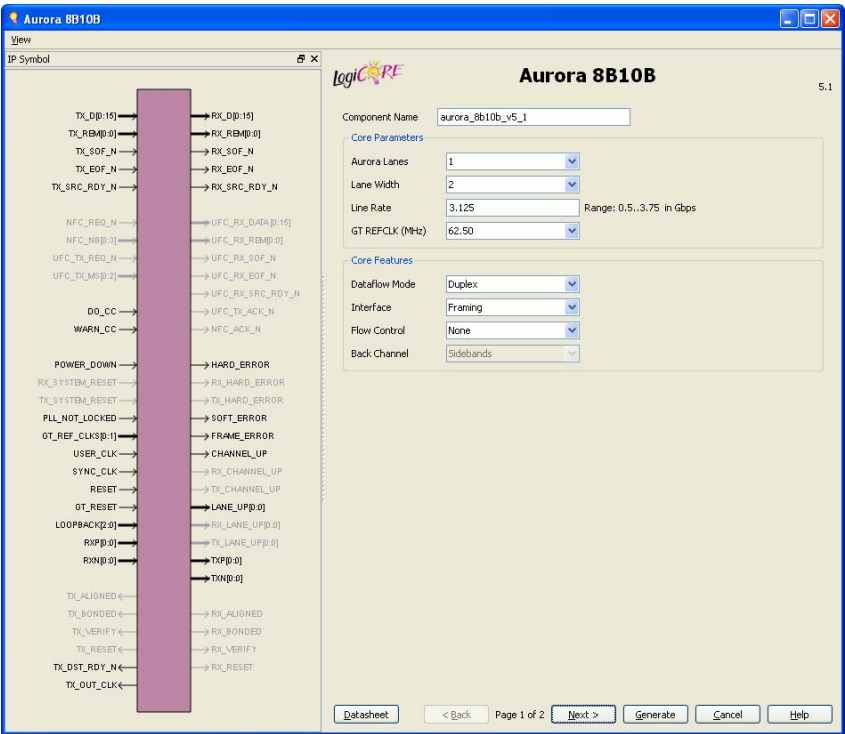 Aurora 8B10B
View
IP Symbol
TX_D[0:15] RX_D[0:15]
TX_REM[0:0] RX_REM[0:0]
TX_SOF_N RX_SOF_N
TX_EOF_N RX_EOF_N
TX_SRC_RDY_N RX_SRC_RDY_N
NFC_REQ_N UFC_RX_DATA[0:15]
NFC_NB[0:3] UFC_RX_REM[0:0]
UFC_TX_REQ_N UFC_RX_SOF_N
UFC_TX_MS[0:2] UFC_RX_EOF_N
UFC_RX_SRC_RDY_N
DO_CC UFC_TX_ACK_N
WARN_CC NFC_ACK_N
POWER_DOWN HARD_ERROR
RX_SYSTEM_RESET RX_HARD_ERROR
TX_SYSTEM_RESET TX_HARD_ERROR
PLL_NOT_LOCKED SOFT_ERROR
GT_REF_CLKS[0:1] FRAME_ERROR
USER_CLK CHANNEL_UP
SYNC_CLK RX_CHANNEL_UP
RESET TX_CHANNEL_UP
GT_RESET LANE_UP[0:0]
LOOPBACK[2:0] RX_LANE_UP[0:0]
RXP[0:0] TX_LANE_UP[0:0]
RXN[0:0] TXP[0:0]
TXN[0:0]
TX_ALIGNED
TX_BONDED RX_ALIGNED
TX_VERIFY RX_BONDED
TX_RESET RX_VERIFY
TX_DST_RDY_N RX_RESET
TX_OUT_CLK
LogiCORE
Aurora 8B10B
5.1
Component Name aurora_8b10b_v5_1
Core Parameters
Aurora Lanes 1
Lane Width 2
Line Rate 3.125 Range: 0.5..3.75 in Gbps
GT REFCLK (MHz) 62.50
Core Features
Dataflow Mode Duplex
Interface Framing
Flow Control None
Back Channel Sidebands
Datasheet < Back Page 1 of 2 Next > Generate Cancel Help